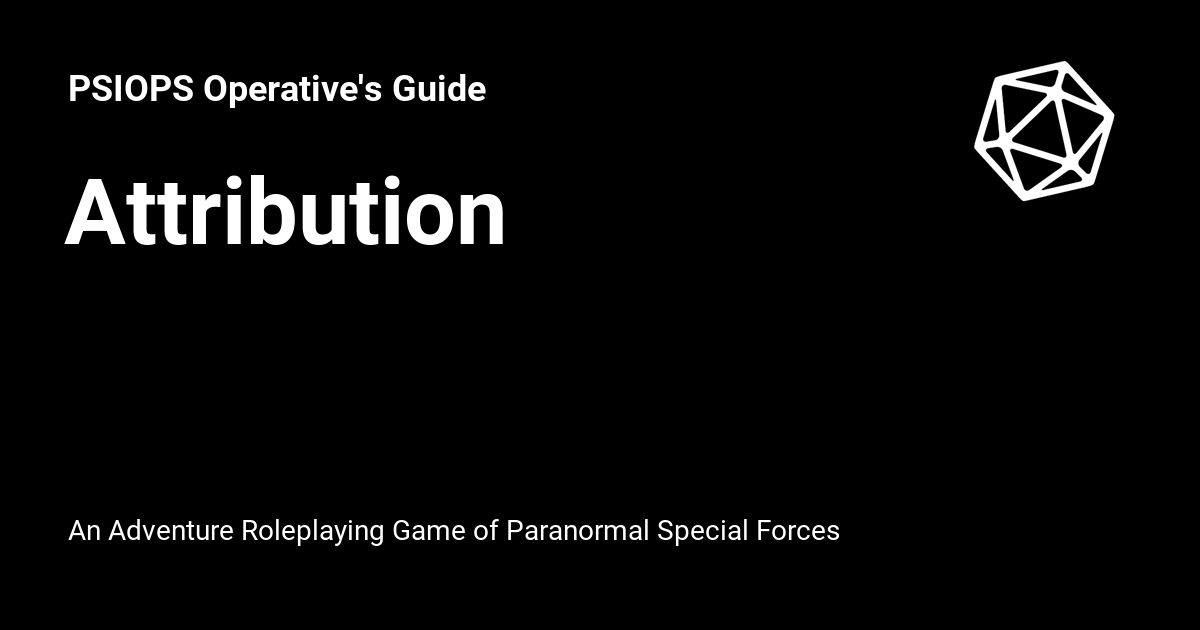 PSIOPS Operative's Guide
Attribution
An Adventure Roleplaying Game of Paranormal Special Forces